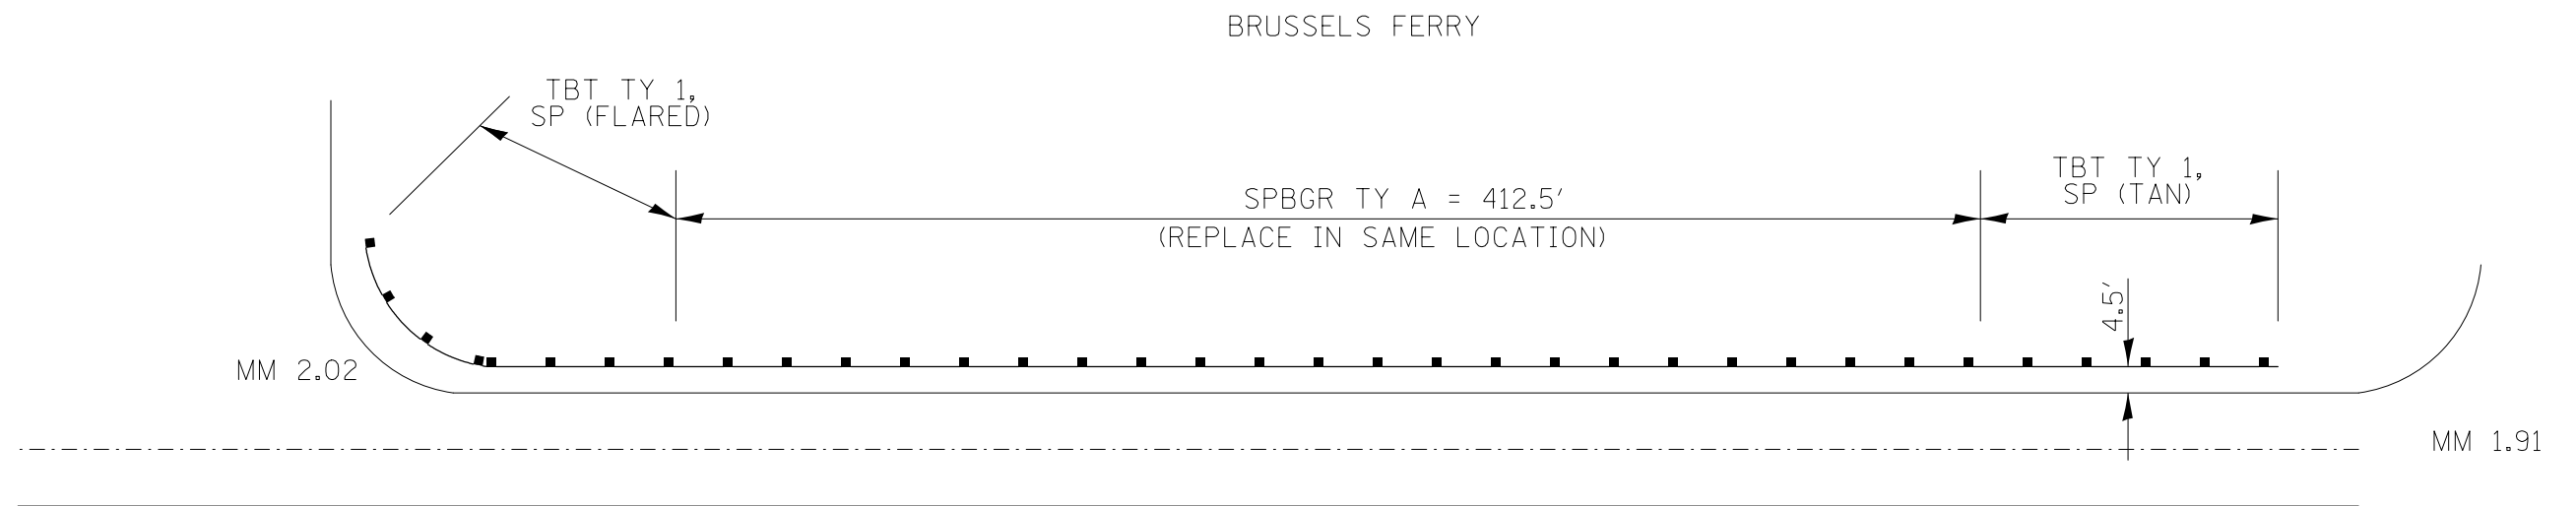 BRUSSELS FERRY
TBT TY 1,
SP (FLARED)
SPBGR TY A = 412.5'
(REPLACE IN SAME LOCATION)
TBT TY 1,
SP (TAN)
4.5'
MM 2.02
MM 1.91